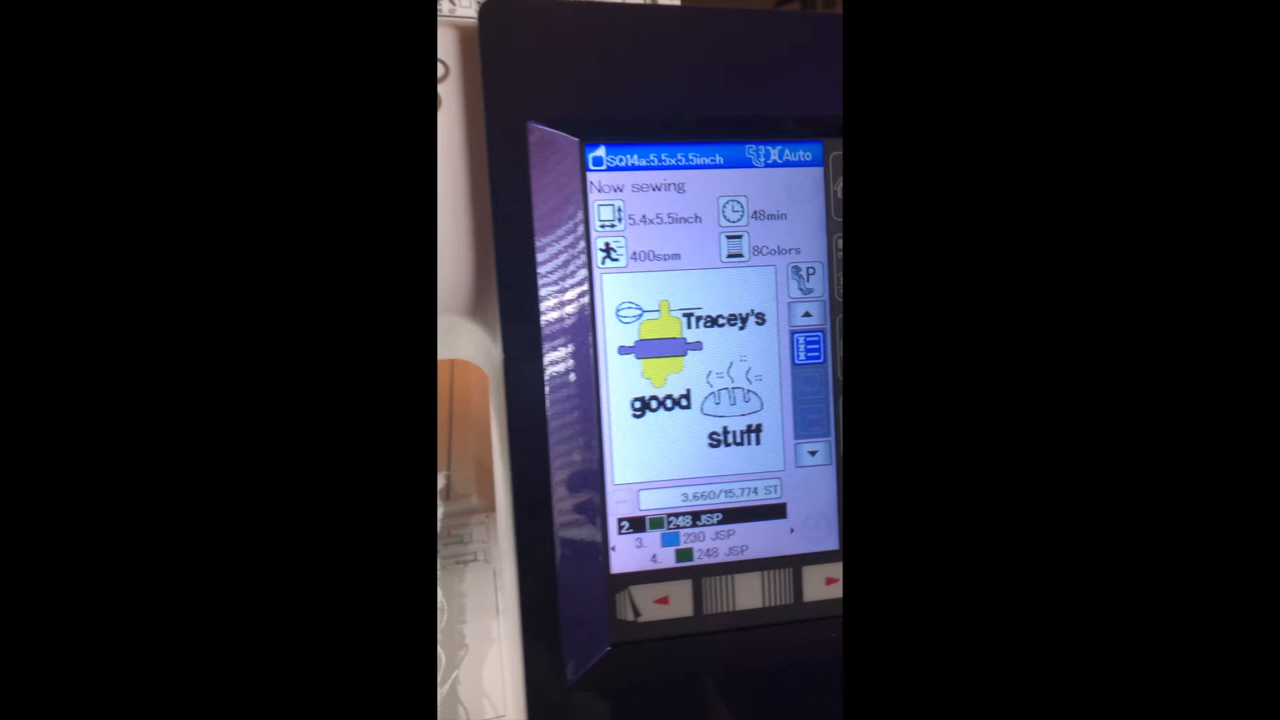 SQ14a:5.5x5.5inch Auto
Now sewing
5.4x5.5inch 48min
400spm 8Colors
P
Tracey's
good
stuff
3,660/15,774 ST
2. 248 JSP
3. 230 JSP
4. 248 JSP